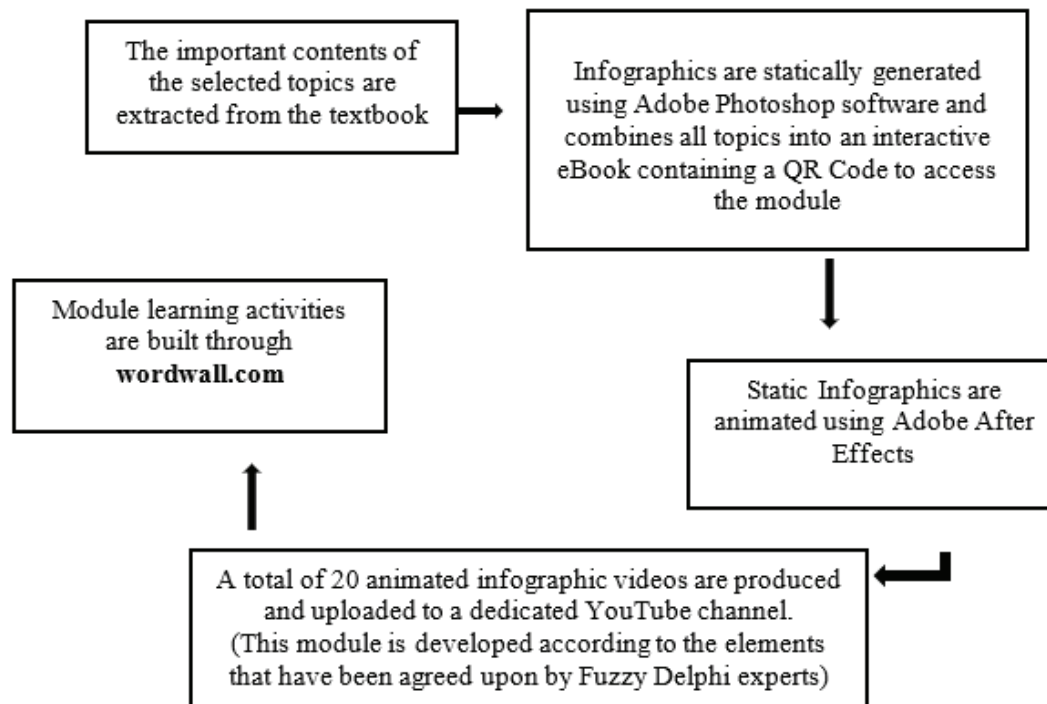 The important contents of
the selected topics are
extracted from the textbook
Infographics are statically generated
using Adobe Photoshop software and
combines all topics into an interactive
eBook containing a QR Code to access
the module
Static Infographics are
animated using Adobe After
Effects
A total of 20 animated infographic videos are produced
and uploaded to a dedicated YouTube channel.
(This module is developed according to the elements
that have been agreed upon by Fuzzy Delphi experts)
Module learning activities
are built through
wordwall.com